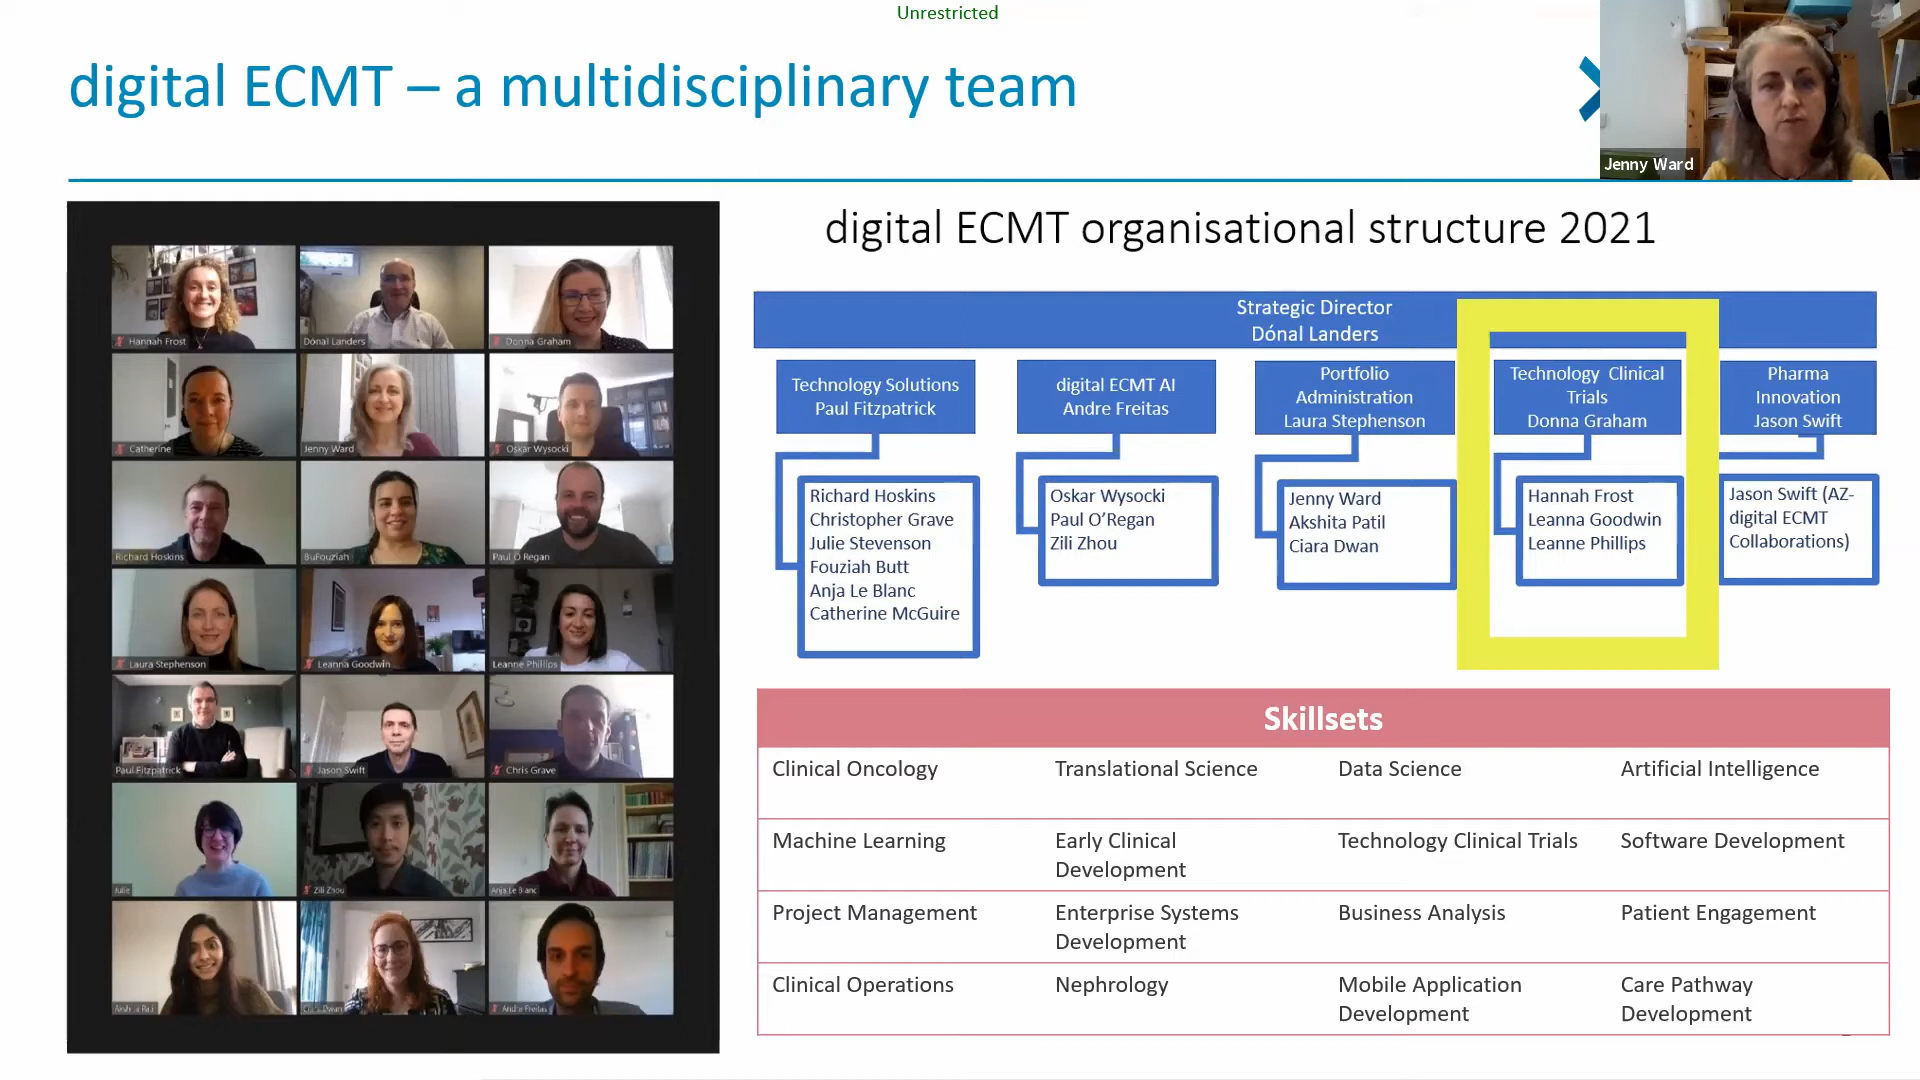 Unrestricted
digital ECMT – a multidisciplinary team
Jenny Ward
Hannah Frost
Dónal Landers
Donna Graham
Catherine
Jenny Ward
Oskar Wysocki
Richard Hoskins
BuFouziah
Paul O Regan
Laura Stephenson
Leanna Goodwin
Leanne Phillips
Paul Fitzpatrick
Jason Swift
Chris Grave
Julie
Zili Zhou
Anja Le Blanc
Akshita Patil
Ciara Dwan
Andre Freitas
digital ECMT organisational structure 2021
Strategic Director
Dónal Landers
Technology Solutions
Paul Fitzpatrick
Richard Hoskins
Christopher Grave
Julie Stevenson
Fouziah Butt
Anja Le Blanc
Catherine McGuire
digital ECMT AI
Andre Freitas
Oskar Wysocki
Paul O’Regan
Zili Zhou
Portfolio
Administration
Laura Stephenson
Jenny Ward
Akshita Patil
Ciara Dwan
Technology Clinical
Trials
Donna Graham
Hannah Frost
Leanna Goodwin
Leanne Phillips
Pharma
Innovation
Jason Swift
Jason Swift (AZ-
digital ECMT
Collaborations)
Skillsets
Clinical Oncology
Translational Science
Data Science
Artificial Intelligence
Machine Learning
Early Clinical
Development
Technology Clinical Trials
Software Development
Project Management
Enterprise Systems
Development
Business Analysis
Patient Engagement
Clinical Operations
Nephrology
Mobile Application
Development
Care Pathway
Development